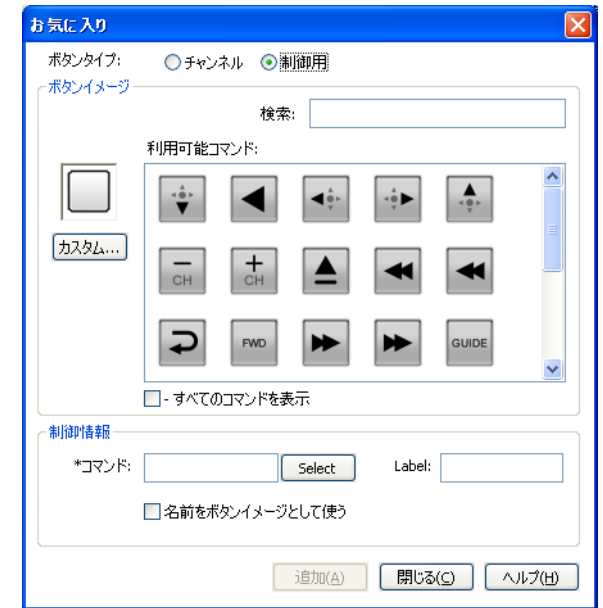 お気に入り
ボタンタイプ: チャンネル 制御用
ボタンイメージ
検索:
利用可能コマンド:
カスタム...
CH CH
FWD GUIDE
- すべてのコマンドを表示
制御情報
*コマンド: Select Label:
名前をボタンイメージとして使う
追加(A) 閉じる(C) ヘルプ(H)